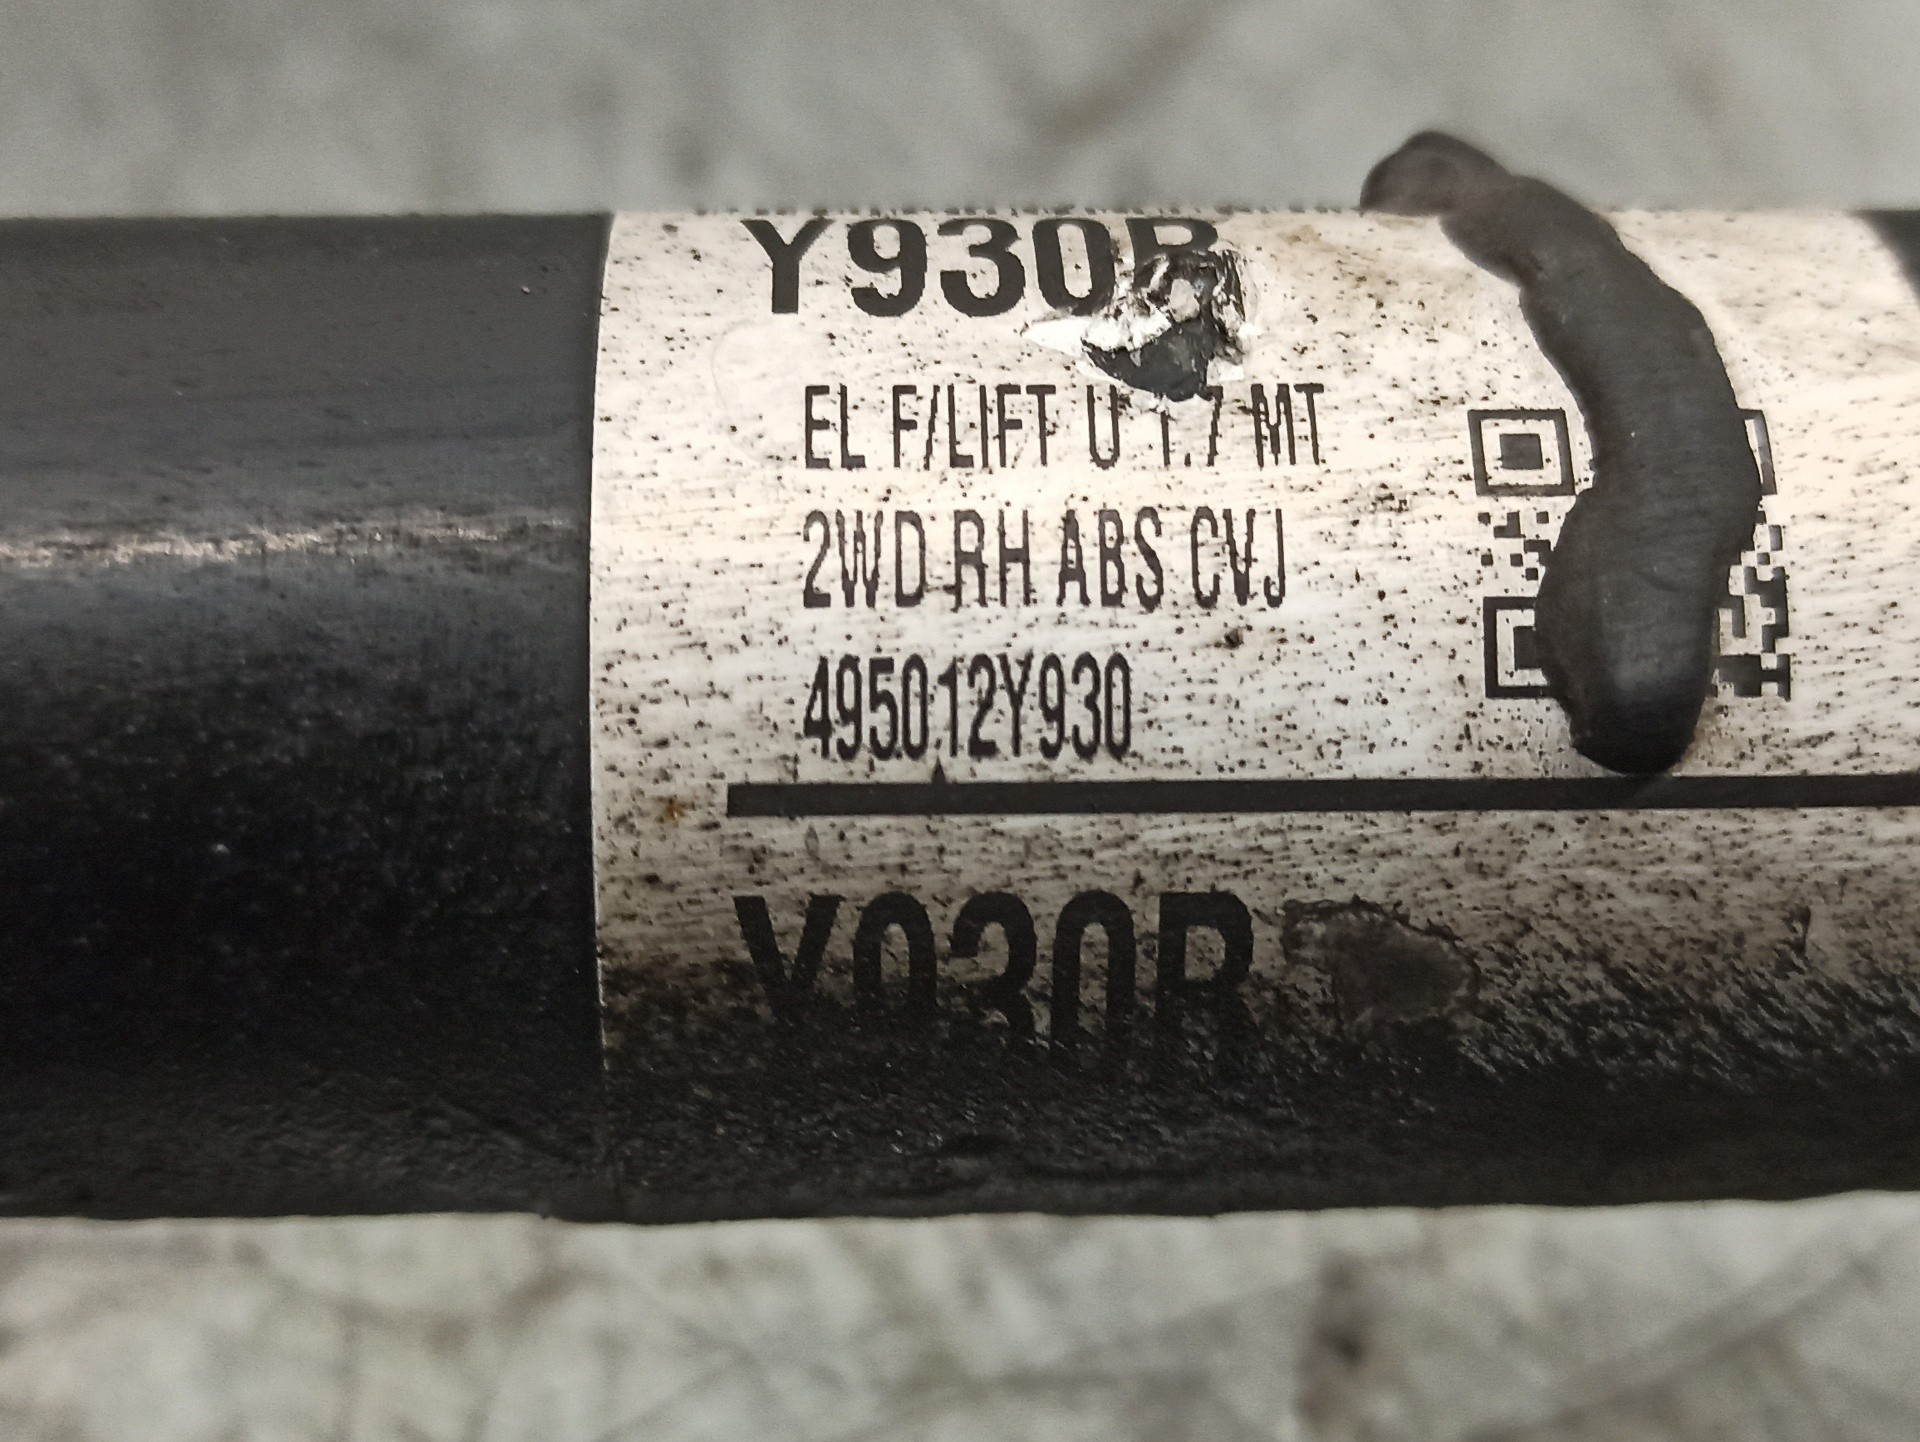 Y930R
EL F/LIFT U 1.7 MT
2WD RH ABS CVJ
495012Y930
Y930R